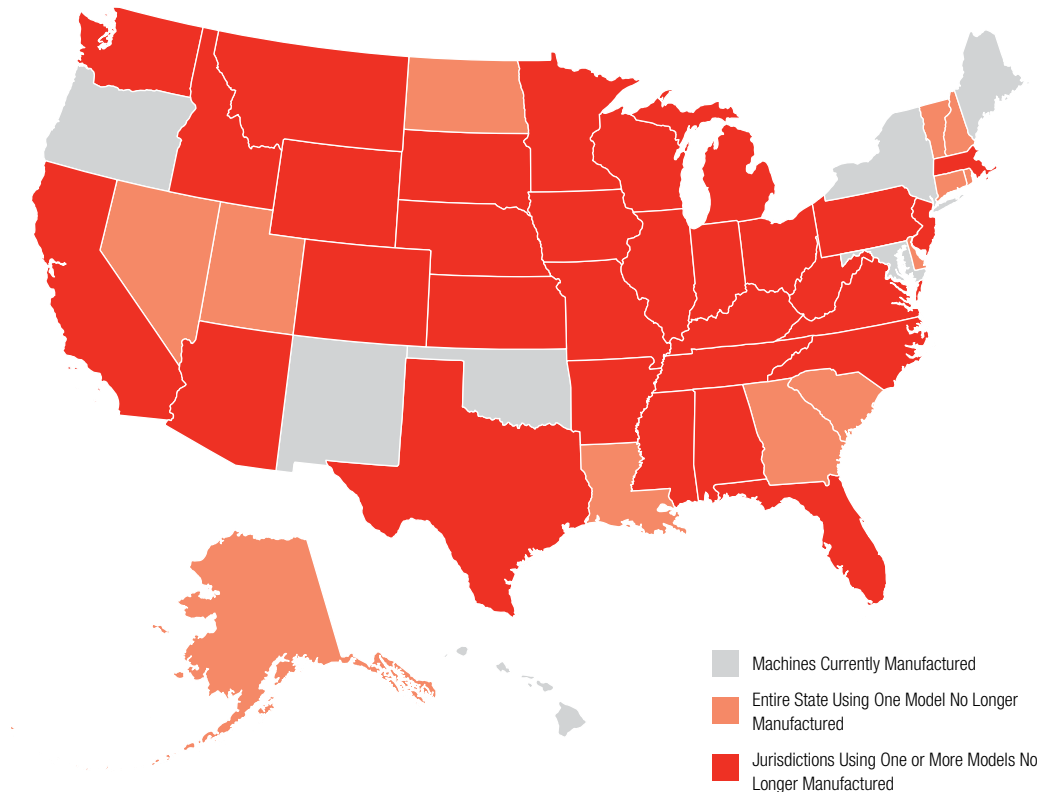 Machines Currently Manufactured
Entire State Using One Model No Longer
Manufactured
Jurisdictions Using One or More Models No
Longer Manufactured